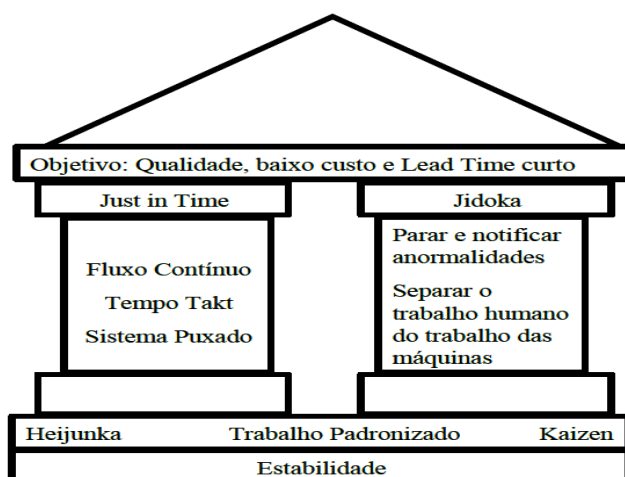 Objetivo: Qualidade, baixo custo e Lead Time curto
Just in Time
Fluxo Contínuo
Tempo Takt
Sistema Puxado
Jidoka
Parar e notificar
anormalidades
Separar o
trabalho humano
do trabalho das
máquinas
Heijunka Trabalho Padronizado Kaizen
Estabilidade